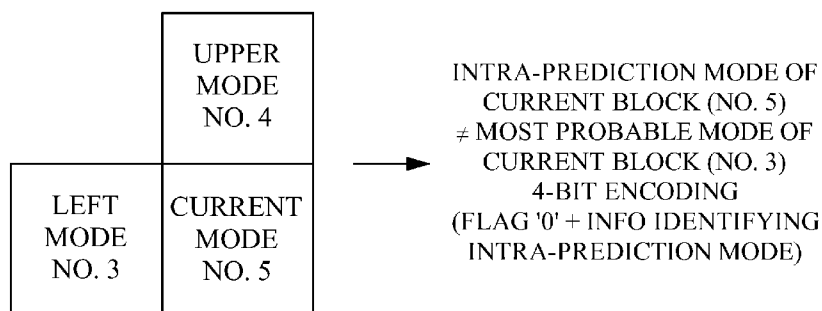 UPPER
MODE
NO. 4
LEFT
MODE
NO. 3
CURRENT
MODE
NO. 5
INTRA-PREDICTION MODE OF
CURRENT BLOCK (NO. 5)
≠ MOST PROBABLE MODE OF
CURRENT BLOCK (NO. 3)
4-BIT ENCODING
(FLAG '0' + INFO IDENTIFYING
INTRA-PREDICTION MODE)